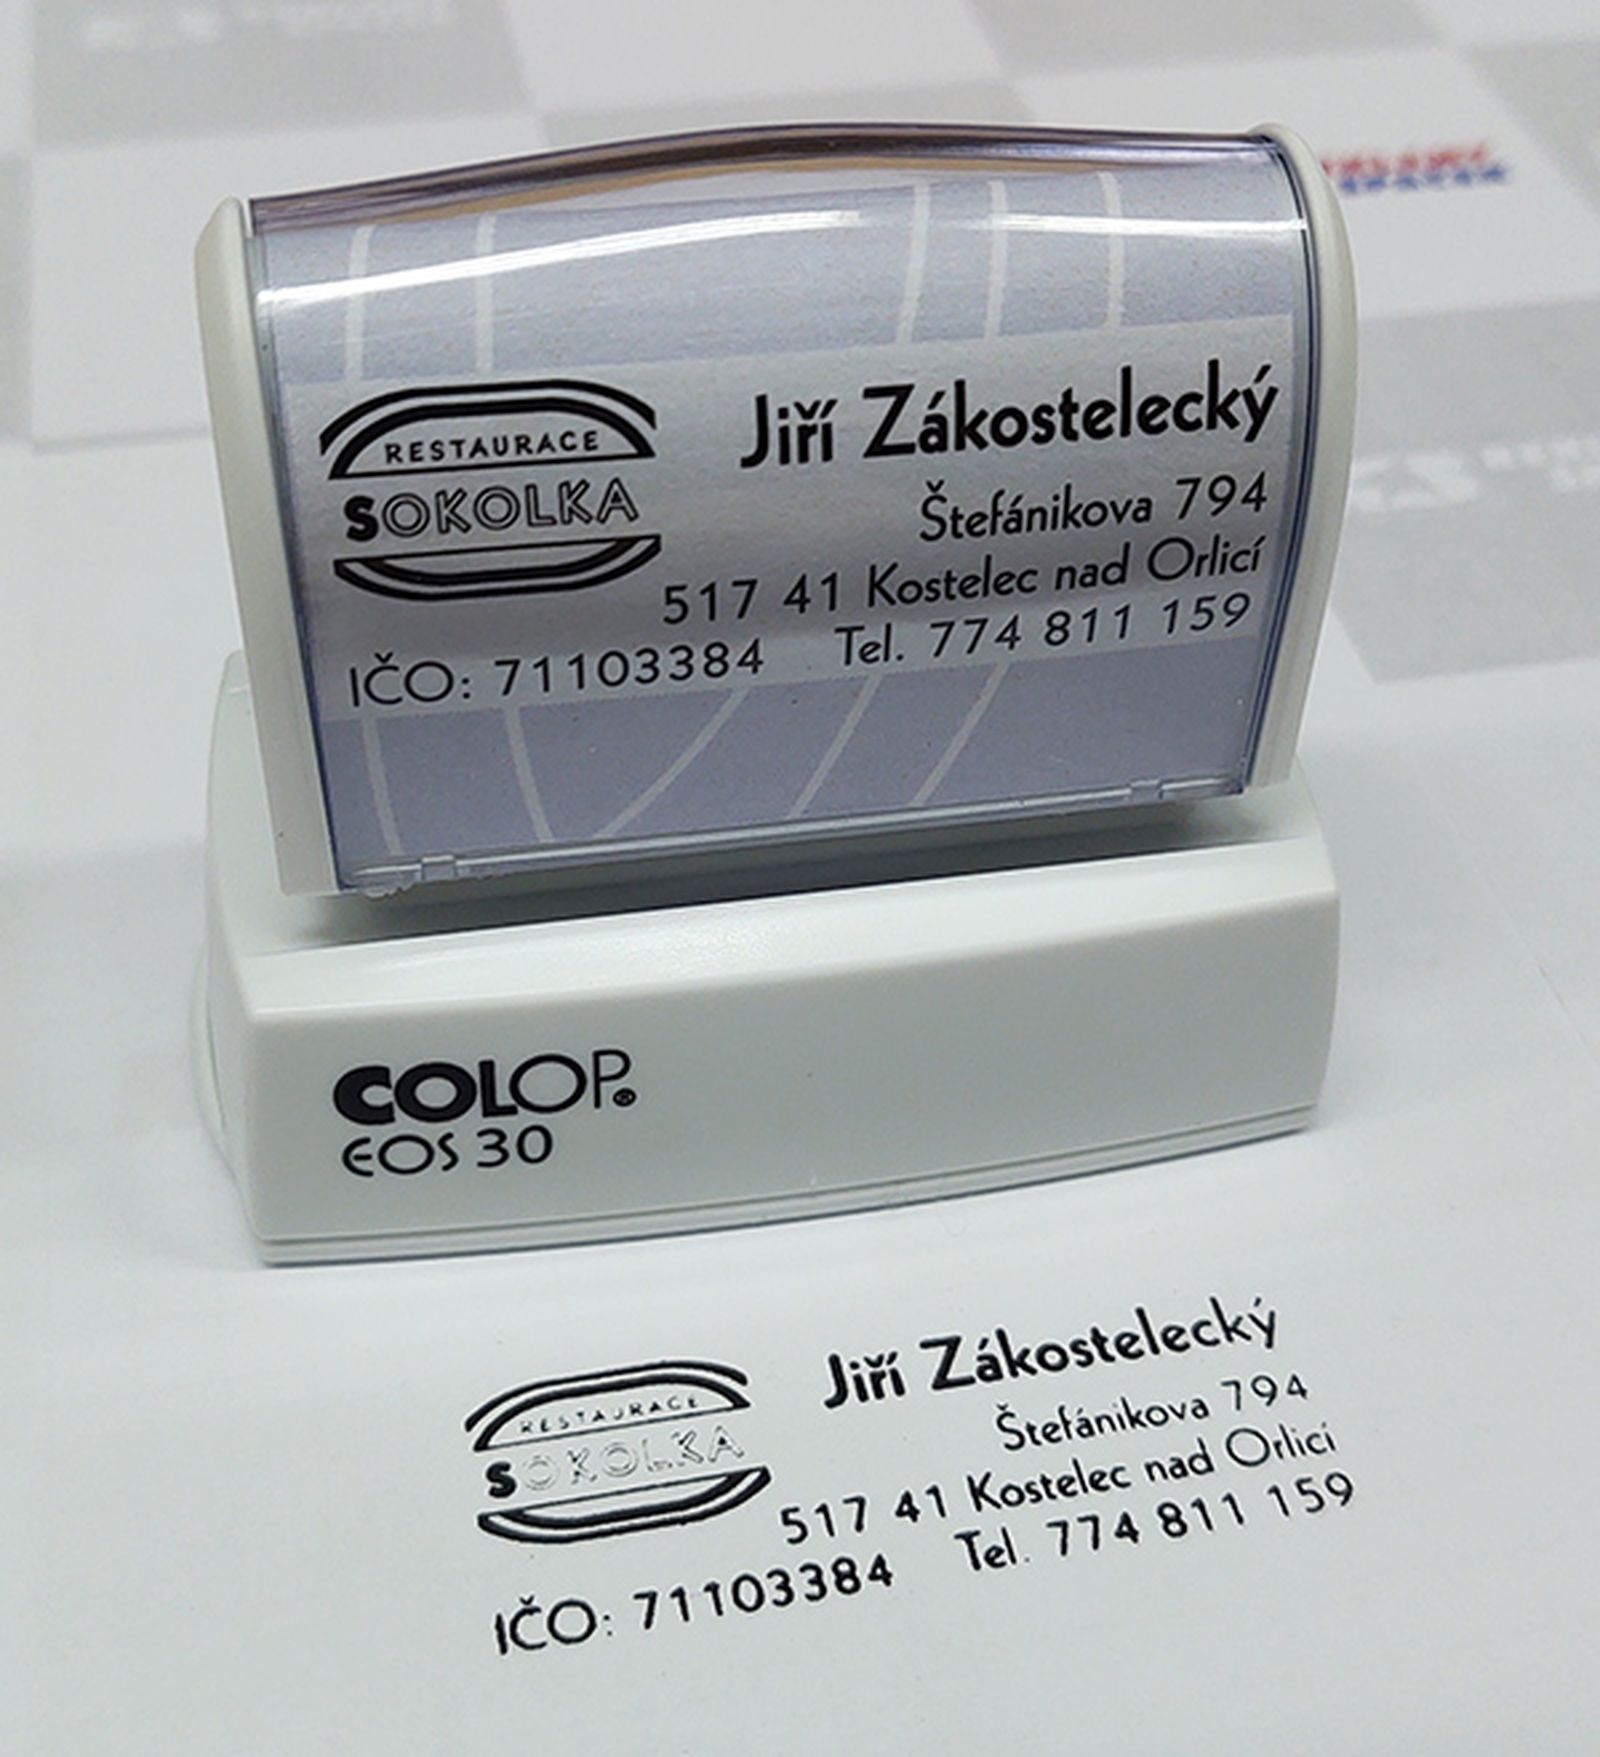 RESTAURACE
SOKOLKA
Jiří Zákostelecký
Štefánikova 794
517 41 Kostelec nad Orlicí
IČO: 71103384 Tel. 774 811 159
COLOP®
EOS 30
RESTAURACE
SOKOLKA
Jiří Zákostelecký
Štefánikova 794
517 41 Kostelec nad Orlicí
IČO: 71103384 Tel. 774 811 159